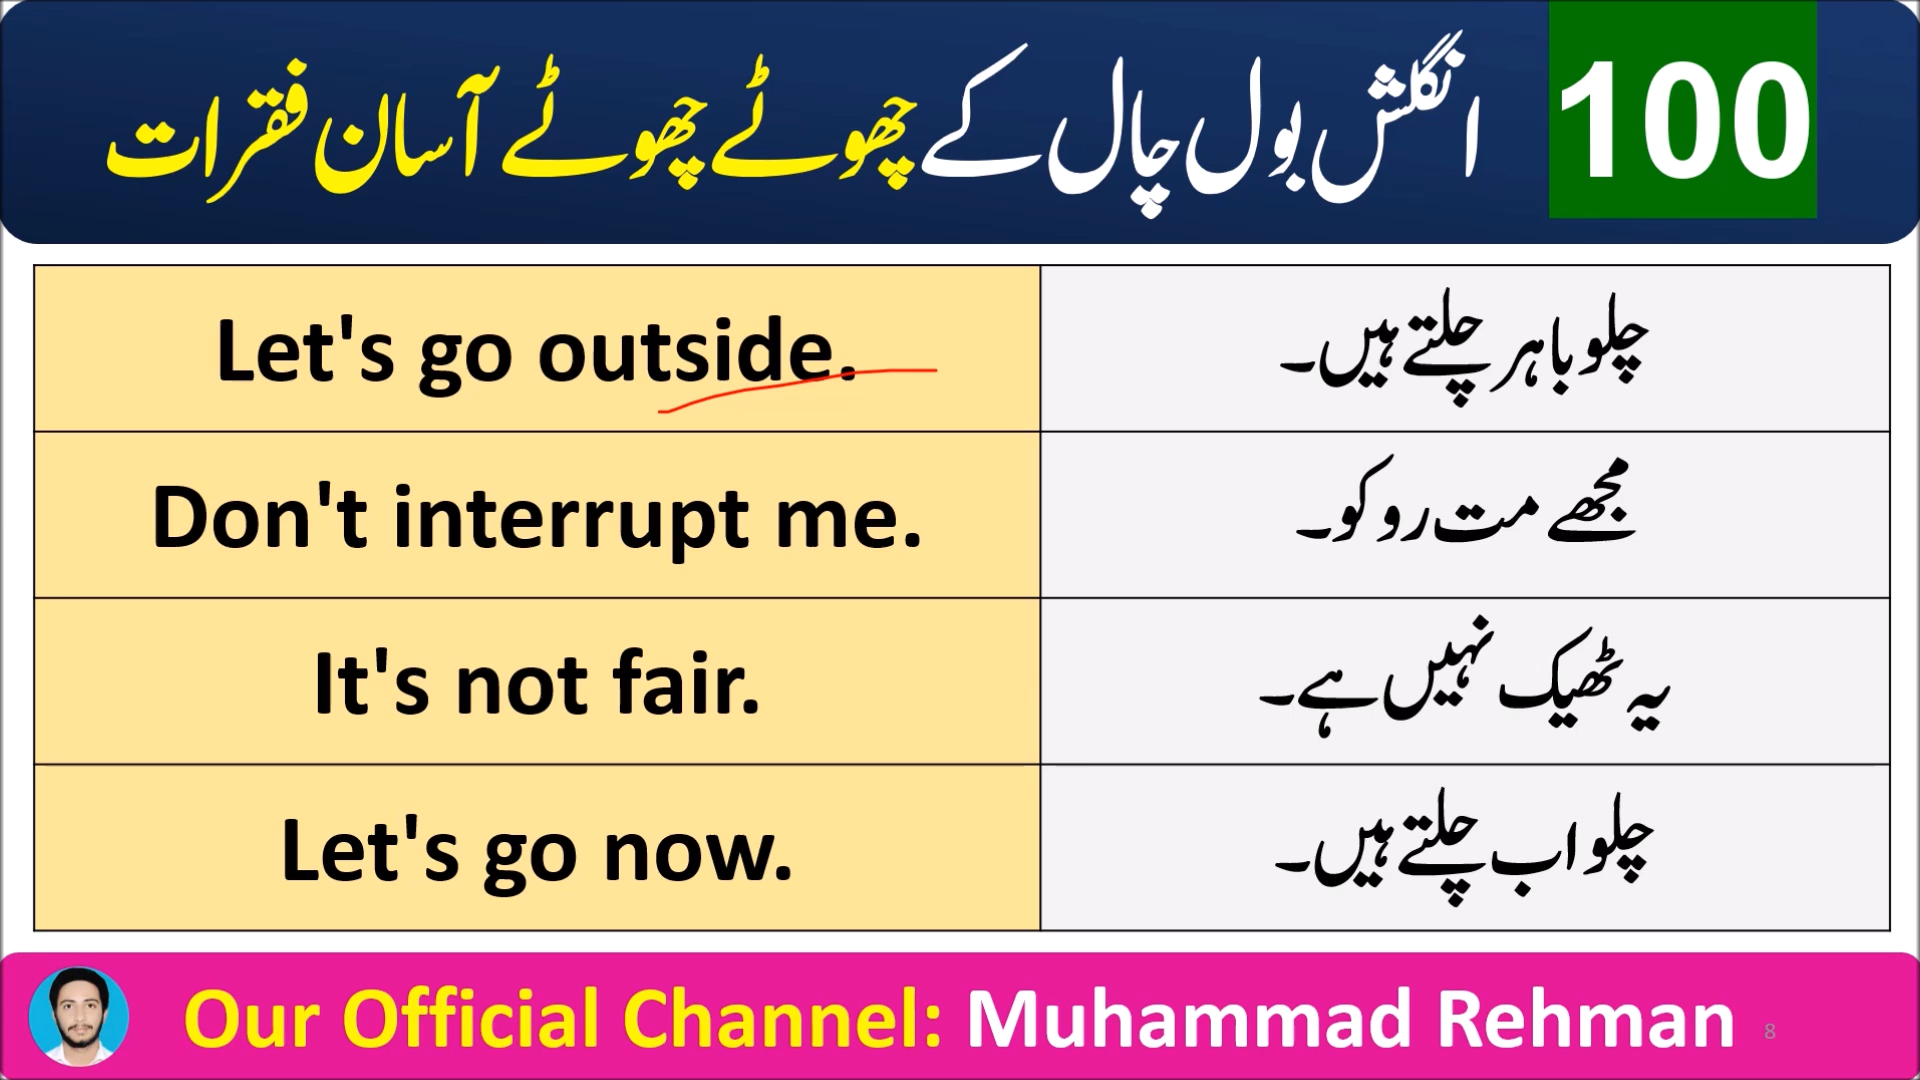 100 انگلش بول چال کے چھوٹے چھوٹے آسان فقرات
Let's go outside. چلو باہر چلتے ہیں۔
Don't interrupt me. مجھے مت روکو۔
It's not fair. یہ ٹھیک نہیں ہے۔
Let's go now. چلو اب چلتے ہیں۔
Our Official Channel: Muhammad Rehman 8